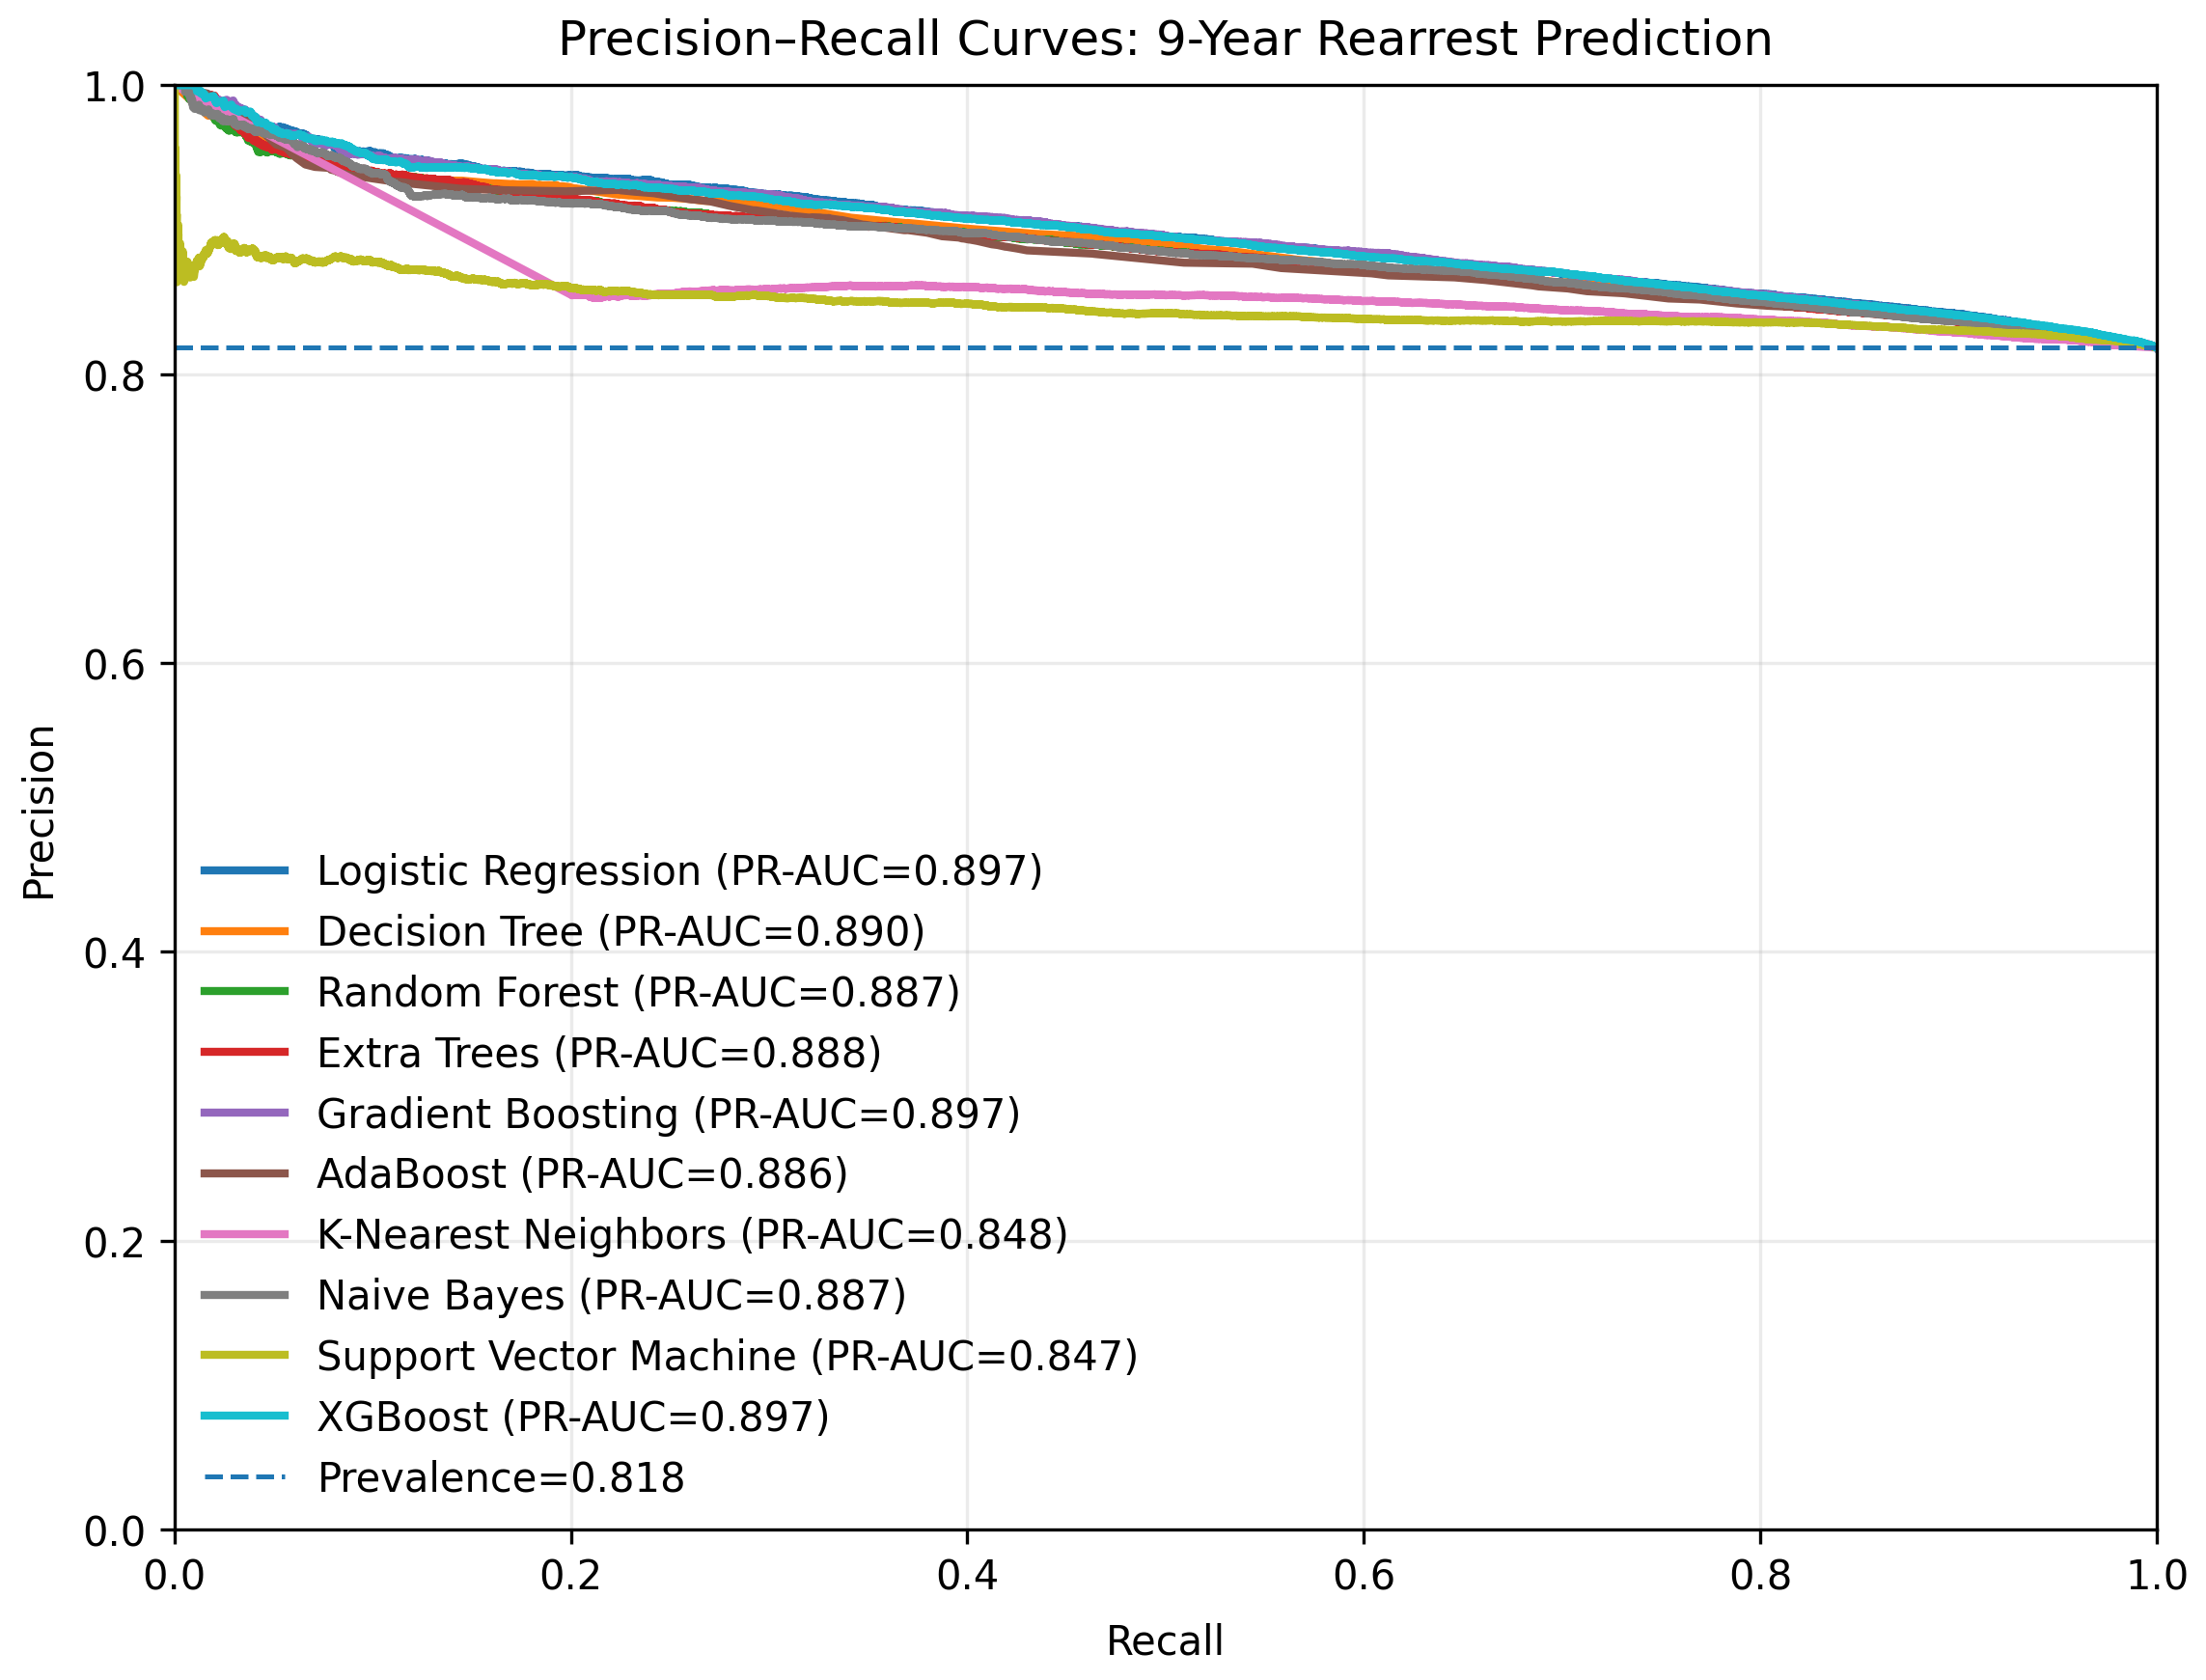 Precision–Recall Curves: 9-Year Rearrest Prediction
1.0
0.8
0.6
0.4
0.2
0.0
Precision
Logistic Regression (PR-AUC=0.897)
Decision Tree (PR-AUC=0.890)
Random Forest (PR-AUC=0.887)
Extra Trees (PR-AUC=0.888)
Gradient Boosting (PR-AUC=0.897)
AdaBoost (PR-AUC=0.886)
K-Nearest Neighbors (PR-AUC=0.848)
Naive Bayes (PR-AUC=0.887)
Support Vector Machine (PR-AUC=0.847)
XGBoost (PR-AUC=0.897)
Prevalence=0.818
0.0 0.2 0.4 0.6 0.8 1.0
Recall